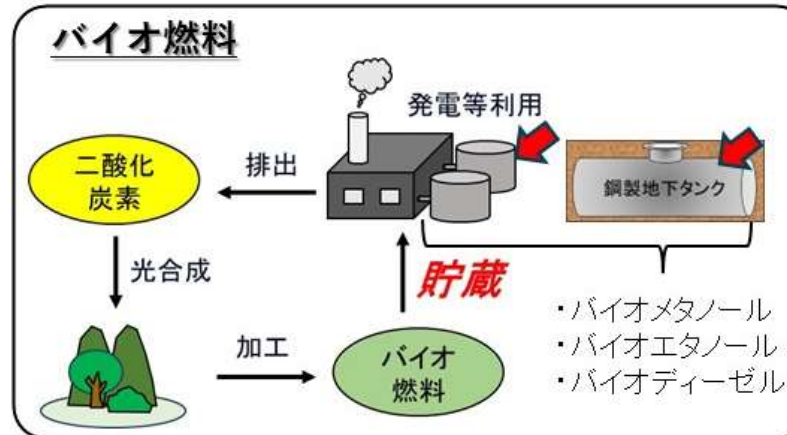 バイオ燃料
発電等利用
二酸化
炭素
排出
鋼製地下タンク
光合成
貯蔵
加工
バイオ
燃料
・バイオメタノール
・バイオエタノール
・バイオディーゼル